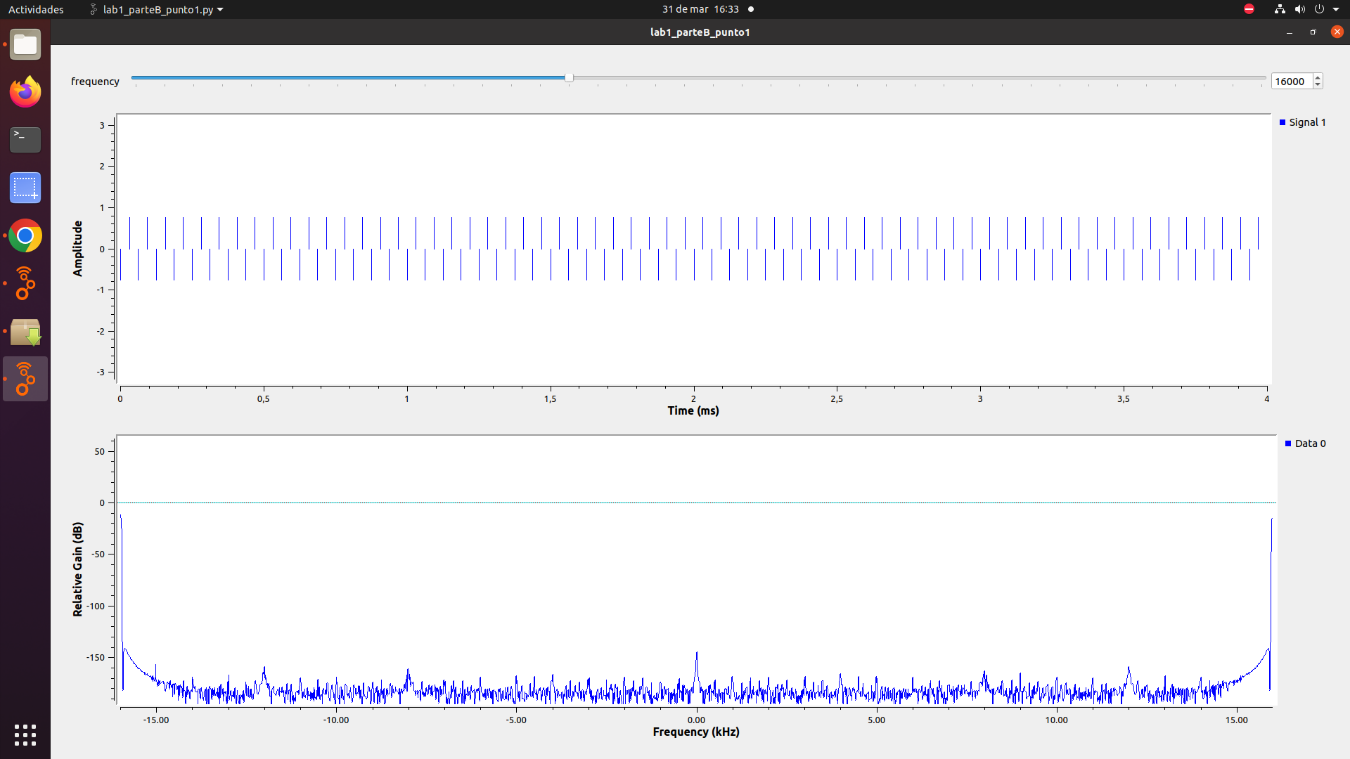 Actividades lab1_parteB_punto1.py 31 de mar 16:33
lab1_parteB_punto1
frequency 16000
Signal 1
Amplitude
3
2
1
0
-1
-2
-3
0 0,5 1 1,5 2 2,5 3 3,5 4
Time (ms)
Data 0
Relative Gain (dB)
50
0
-50
-100
-150
-15.00 -10.00 -5.00 0.00 5.00 10.00 15.00
Frequency (kHz)